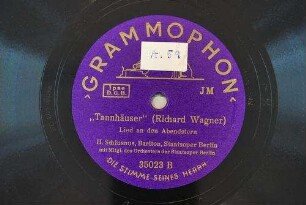 GRAMMOPHON
A. 59
JM
„Tannhäuser“ (Richard Wagner)
Lied an den Abendstern
H. Schlusnus, Bariton, Staatsoper Berlin
mit Mitgl. des Orchesters der Staatsoper Berlin
35023 B
DIE STIMME SEINES HERRN